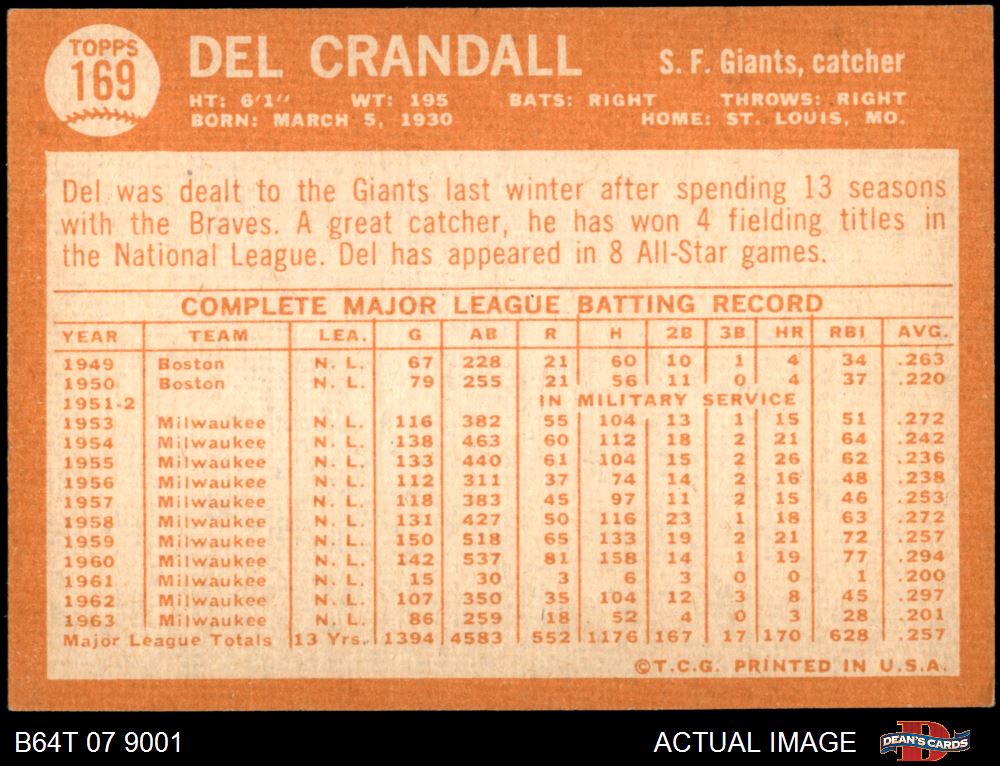 TOPPS
169
DEL CRANDALL
S. F. Giants, catcher
HT: 6'1" WT: 195 BATS: RIGHT THROWS: RIGHT
BORN: MARCH 5, 1930 HOME: ST. LOUIS, MO.
Del was dealt to the Giants last winter after spending 13 seasons
with the Braves. A great catcher, he has won 4 fielding titles in
the National League. Del has appeared in 8 All-Star games.
COMPLETE MAJOR LEAGUE BATTING RECORD
YEAR TEAM LEA. G AB R H 2B 3B HR RBI AVG.
1949 Boston N. L. 67 228 21 60 10 1 4 34 .263
1950 Boston N. L. 79 255 21 56 11 0 4 37 .220
1951-2 IN MILITARY SERVICE
1953 Milwaukee N. L. 116 382 55 104 13 1 15 51 .272
1954 Milwaukee N. L. 138 463 60 112 18 2 21 64 .242
1955 Milwaukee N. L. 133 440 61 104 15 2 26 62 .236
1956 Milwaukee N. L. 112 311 37 74 14 2 16 48 .238
1957 Milwaukee N. L. 118 383 45 97 11 2 15 46 .253
1958 Milwaukee N. L. 131 427 50 116 23 1 18 63 .272
1959 Milwaukee N. L. 150 518 65 133 19 2 21 72 .257
1960 Milwaukee N. L. 142 537 81 158 14 1 19 77 .294
1961 Milwaukee N. L. 15 30 3 6 3 0 0 1 .200
1962 Milwaukee N. L. 107 350 35 104 12 3 8 45 .297
1963 Milwaukee N. L. 86 259 18 52 4 0 3 28 .201
Major League Totals 13 Yrs. 1394 4583 552 1176 167 17 170 628 .257
©T.C.G. PRINTED IN U.S.A.
B64T 07 9001
ACTUAL IMAGE
DEAN'S CARDS